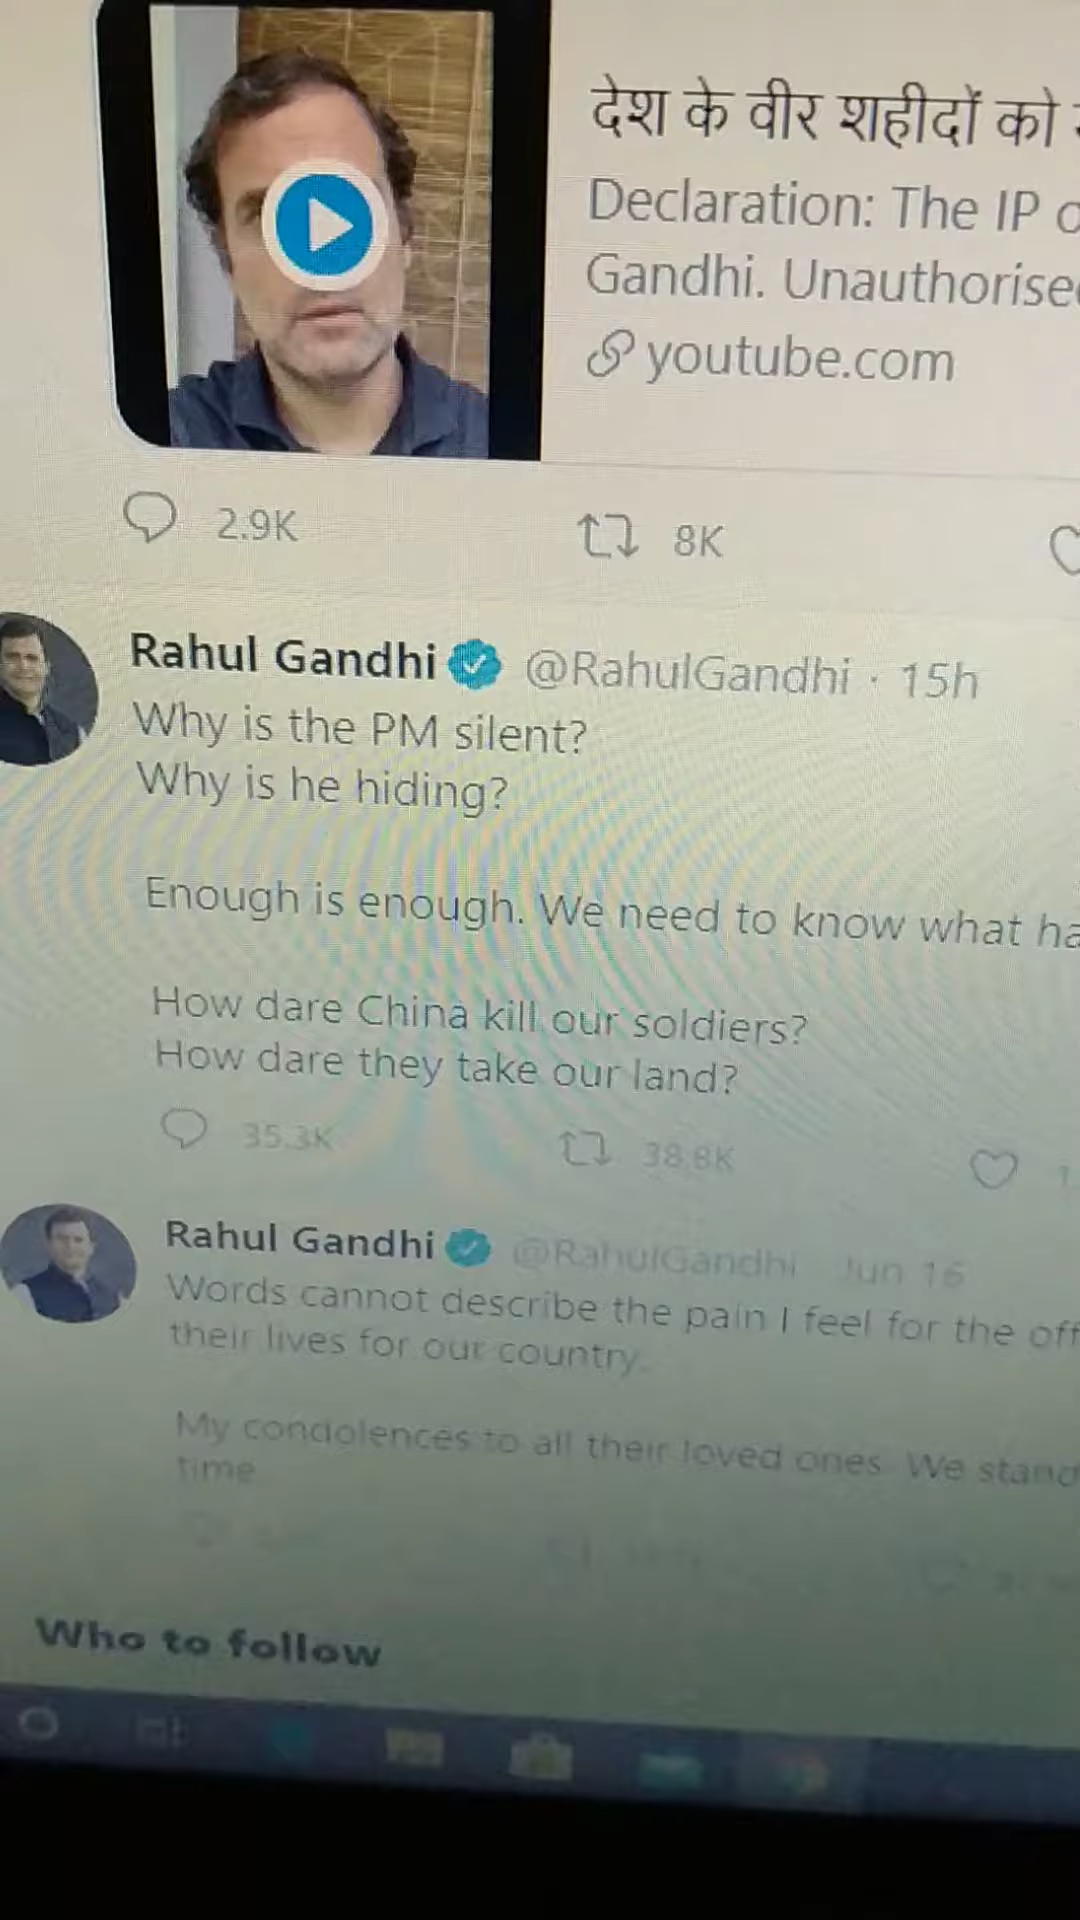 देश के वीर शहीदों को
Declaration: The IP
Gandhi. Unauthorise
youtube.com
2.9K 8K
Rahul Gandhi @RahulGandhi · 15h
Why is the PM silent?
Why is he hiding?
Enough is enough. We need to know what ha
How dare China kill our soldiers?
How dare they take our land?
35.3K 38.8K
Rahul Gandhi @RahulGandhi Jun 16
Words cannot describe the pain I feel for the off
their lives for our country.
My condolences to all their loved ones. We stand
time
Who to follow